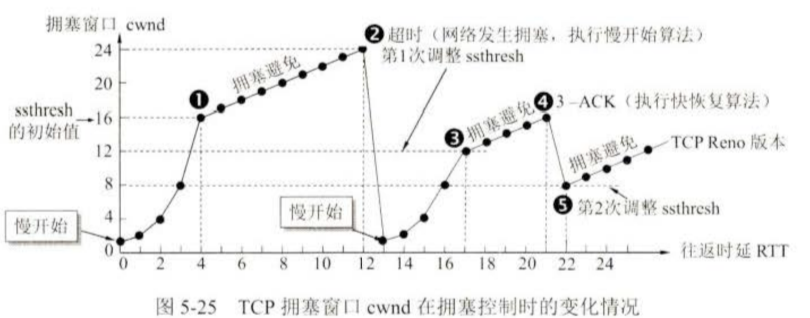 拥塞窗口 cwnd
❷ 超时（网络发生拥塞，执行慢开始算法）
第1次调整 ssthresh
24
20
16
12
8
4
0
ssthresh
的初始值
❶
拥塞避免
❸
拥塞避免
❹
3-ACK（执行快恢复算法）
拥塞避免
TCP Reno 版本
❺
第2次调整 ssthresh
慢开始
慢开始
0 2 4 6 8 10 12 14 16 18 20 22 24
往返时延 RTT
图 5-25 TCP 拥塞窗口 cwnd 在拥塞控制时的变化情况